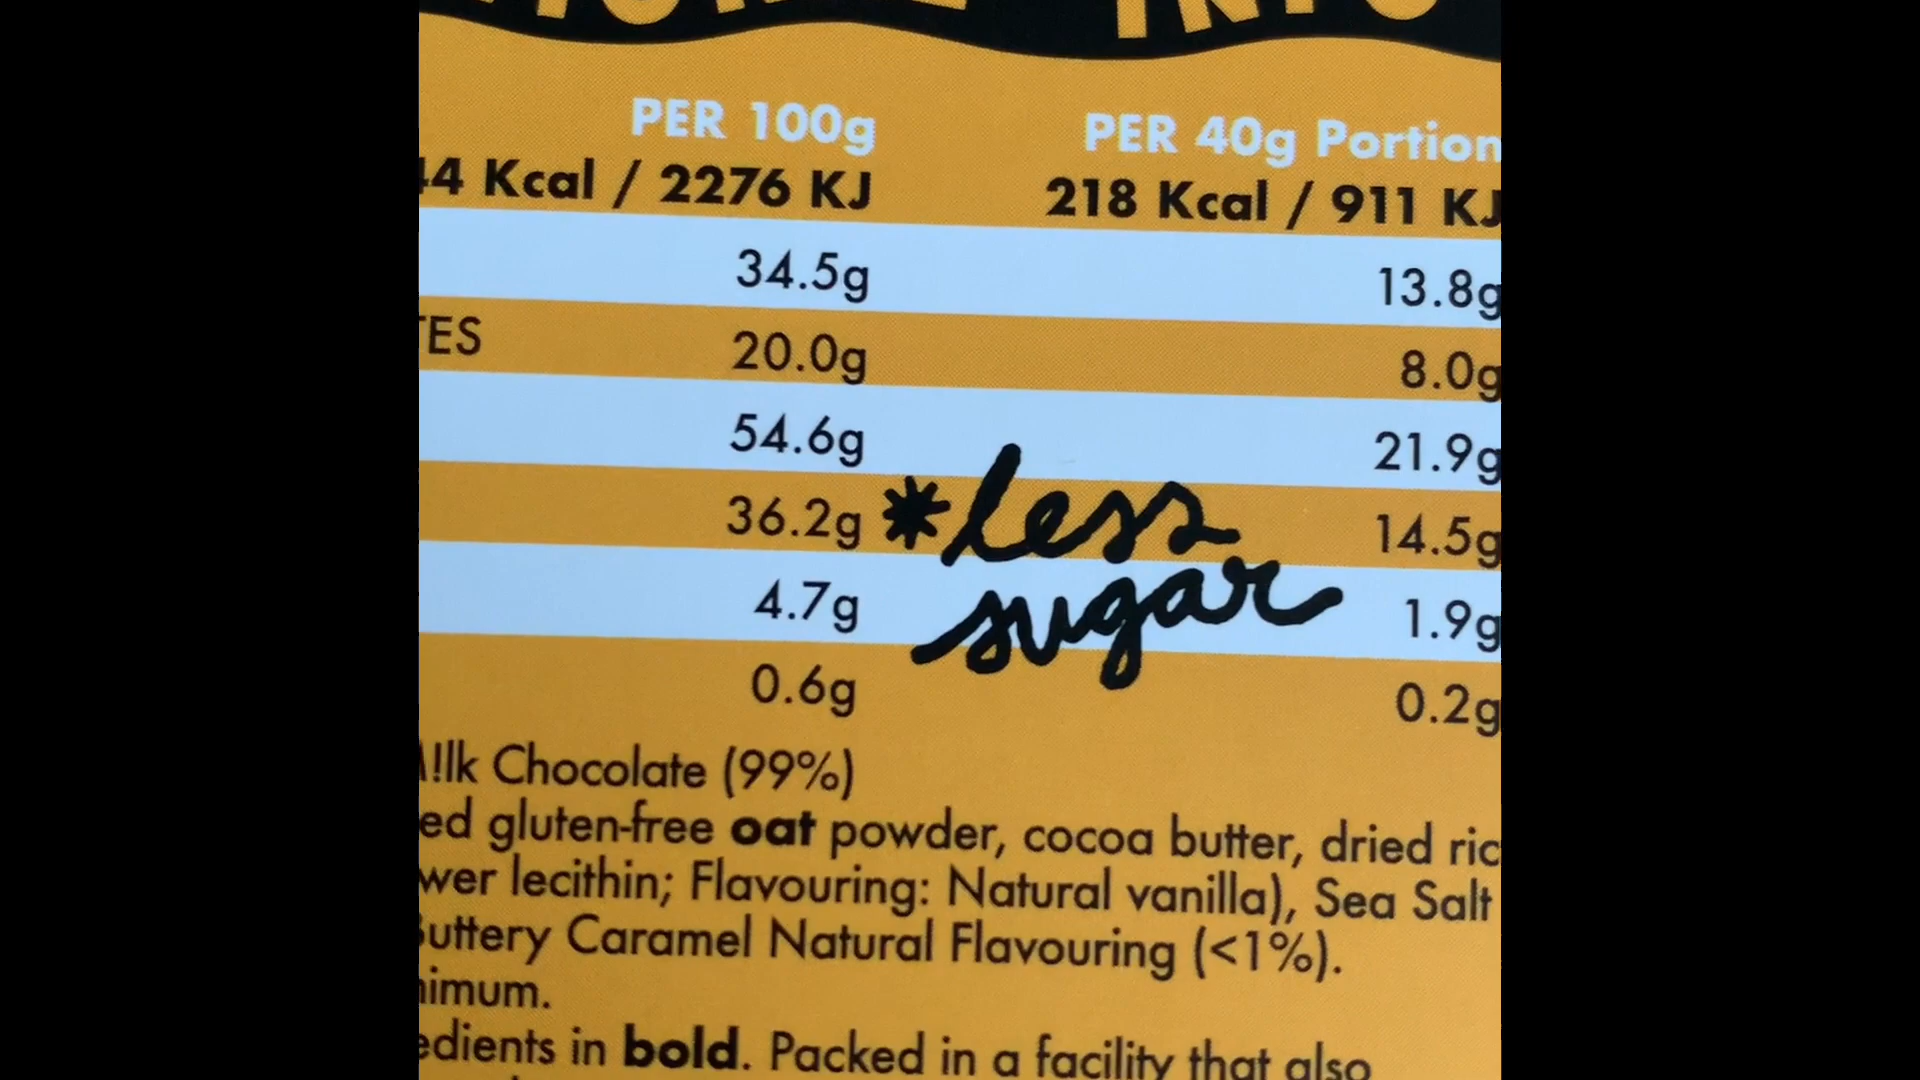 PER 100g PER 40g Portion
44 Kcal / 2276 KJ 218 Kcal / 911 KJ
34.5g 13.8g
TES 20.0g 8.0g
54.6g 21.9g
36.2g *less 14.5g
sugar
4.7g 1.9g
0.6g 0.2g
M!lk Chocolate (99%)
ed gluten-free oat powder, cocoa butter, dried ric
wer lecithin; Flavouring: Natural vanilla), Sea Salt
Buttery Caramel Natural Flavouring (<1%).
nimum.
edients in bold. Packed in a facility that also